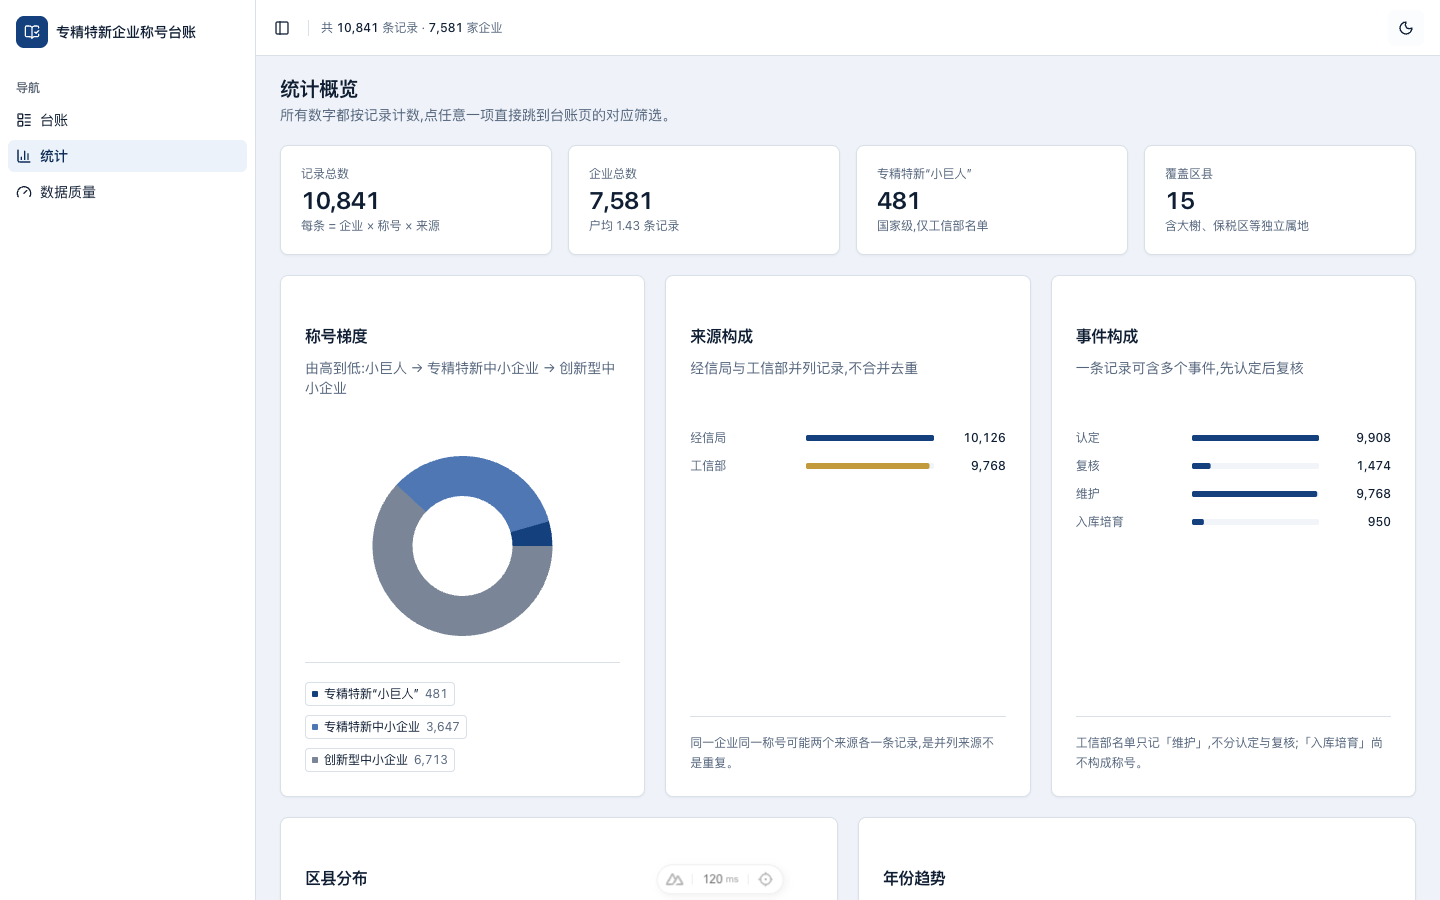 专精特新企业称号台账
共 10,841 条记录 · 7,581 家企业
导航
台账
统计
数据质量
统计概览
所有数字都按记录计数,点任意一项直接跳到台账页的对应筛选。
记录总数
10,841
每条 = 企业 × 称号 × 来源
企业总数
7,581
户均 1.43 条记录
专精特新“小巨人”
481
国家级,仅工信部名单
覆盖区县
15
含大榭、保税区等独立属地
称号梯度
由高到低:小巨人 → 专精特新中小企业 → 创新型中
小企业
专精特新“小巨人” 481
专精特新中小企业 3,647
创新型中小企业 6,713
来源构成
经信局与工信部并列记录,不合并去重
经信局 10,126
工信部 9,768
同一企业同一称号可能两个来源各一条记录,是并列来源不
是重复。
事件构成
一条记录可含多个事件,先认定后复核
认定 9,908
复核 1,474
维护 9,768
入库培育 950
工信部名单只记「维护」,不分认定与复核;「入库培育」尚
不构成称号。
区县分布
年份趋势
120 ms